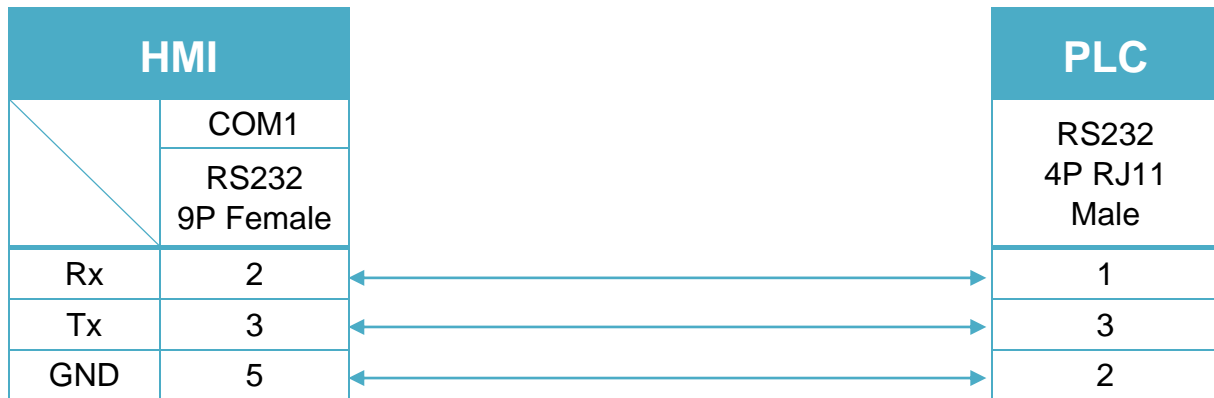 HMI
PLC
COM1
RS232
9P Female
RS232
4P RJ11
Male
Rx 2 1
Tx 3 3
GND 5 2